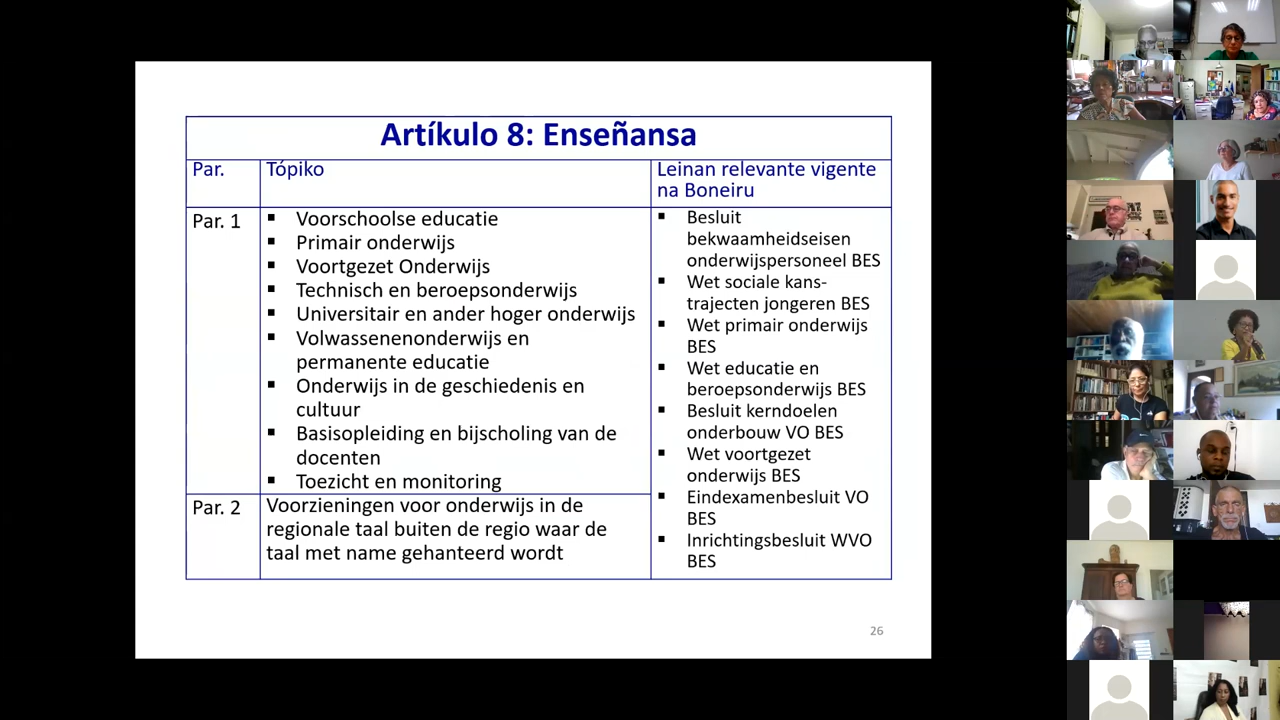 Artíkulo 8: Enseñansa
Par.
Tópiko
Leinan relevante vigente
na Boneiru
Par. 1
▪ Voorschoolse educatie
▪ Primair onderwijs
▪ Voortgezet Onderwijs
▪ Technisch en beroepsonderwijs
▪ Universitair en ander hoger onderwijs
▪ Volwassenenonderwijs en
permanente educatie
▪ Onderwijs in de geschiedenis en
cultuur
▪ Basisopleiding en bijscholing van de
docenten
▪ Toezicht en monitoring
▪ Besluit
bekwaamheidseisen
onderwijspersoneel BES
▪ Wet sociale kans-
trajecten jongeren BES
▪ Wet primair onderwijs
BES
▪ Wet educatie en
beroepsonderwijs BES
▪ Besluit kerndoelen
onderbouw VO BES
▪ Wet voortgezet
onderwijs BES
▪ Eindexamenbesluit VO
BES
▪ Inrichtingsbesluit WVO
BES
Par. 2
Voorzieningen voor onderwijs in de
regionale taal buiten de regio waar de
taal met name gehanteerd wordt
26